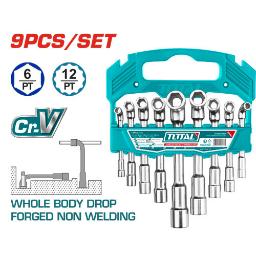 9PCS/SET
6
PT
12
PT
Cr-V
TOTAL
WHOLE BODY DROP
FORGED NON WELDING